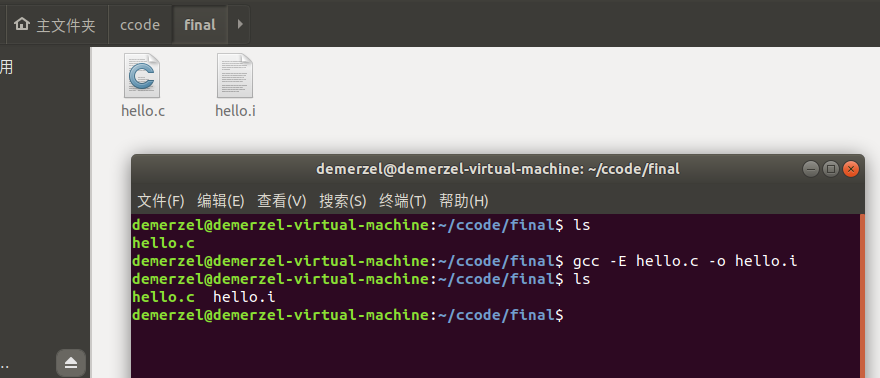 主文件夹 ccode final
用
hello.c hello.i
demerzel@demerzel-virtual-machine: ~/ccode/final
文件(F) 编辑(E) 查看(V) 搜索(S) 终端(T) 帮助(H)
demerzel@demerzel-virtual-machine:~/ccode/final$ ls
hello.c
demerzel@demerzel-virtual-machine:~/ccode/final$ gcc -E hello.c -o hello.i
demerzel@demerzel-virtual-machine:~/ccode/final$ ls
hello.c  hello.i
demerzel@demerzel-virtual-machine:~/ccode/final$
..